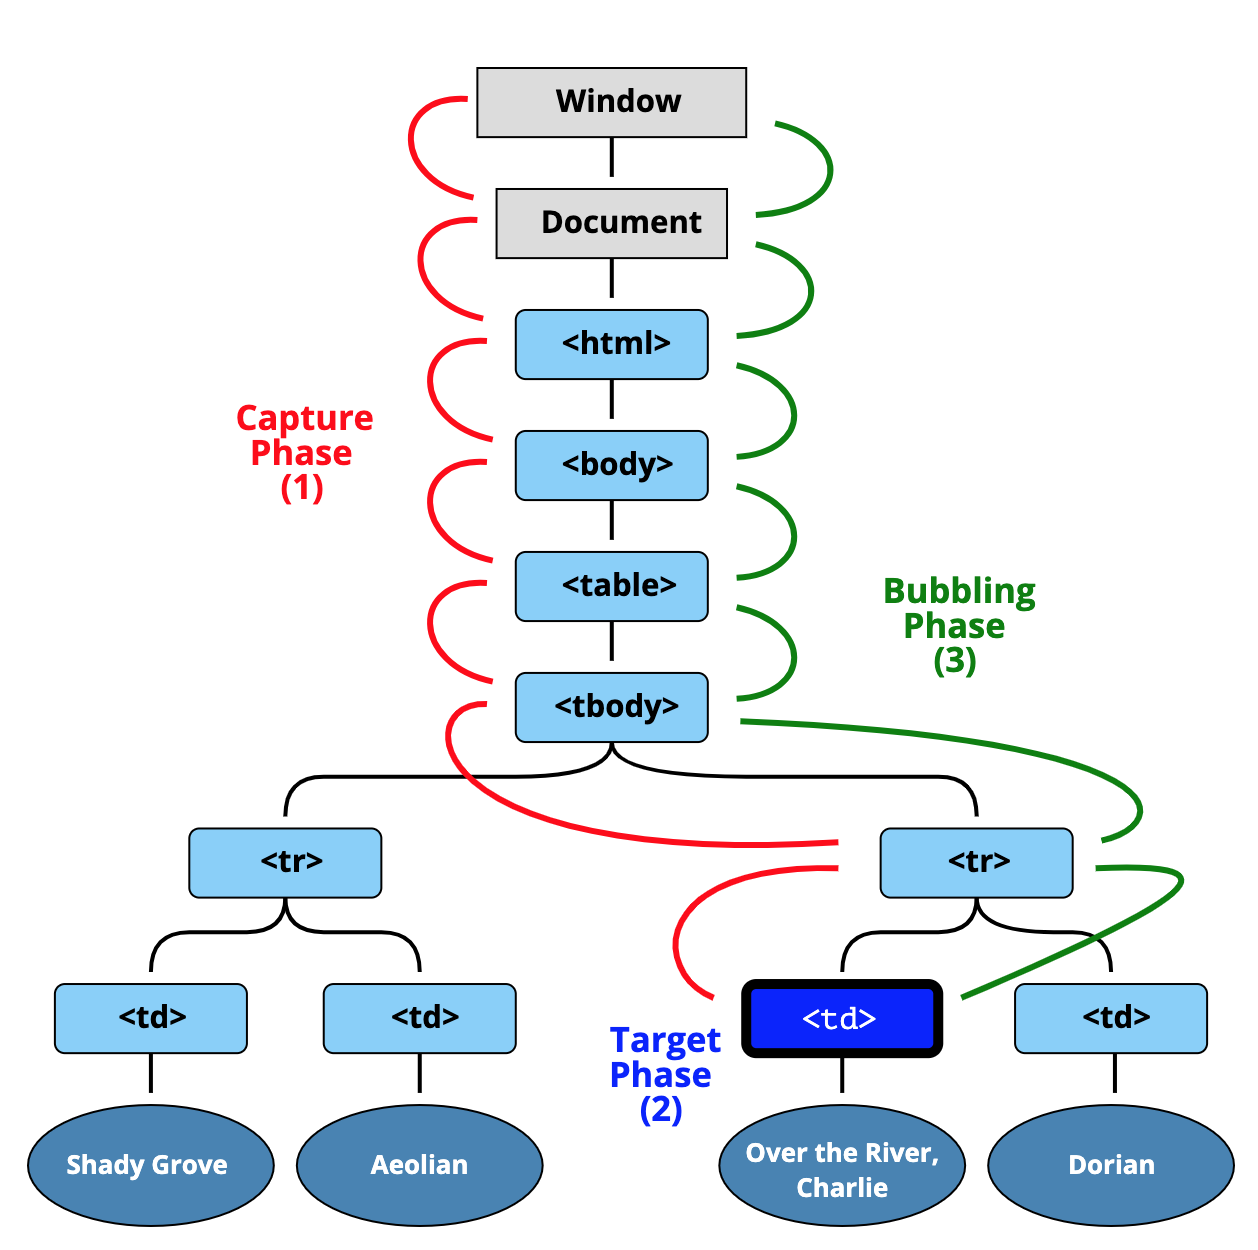 Window
Document
<html>
Capture
Phase
(1)
<body>
<table>
Bubbling
Phase
(3)
<tbody>
<tr>
<tr>
<td>
<td>
<td>
<td>
Target
Phase
(2)
Shady Grove
Aeolian
Over the River,
Charlie
Dorian